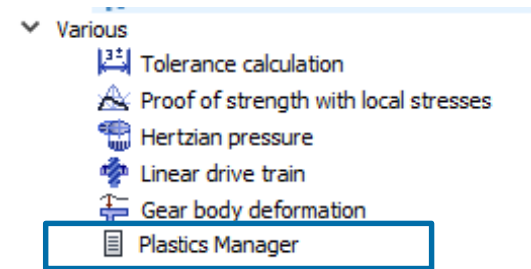 Various
Tolerance calculation
Proof of strength with local stresses
Hertzian pressure
Linear drive train
Gear body deformation
Plastics Manager